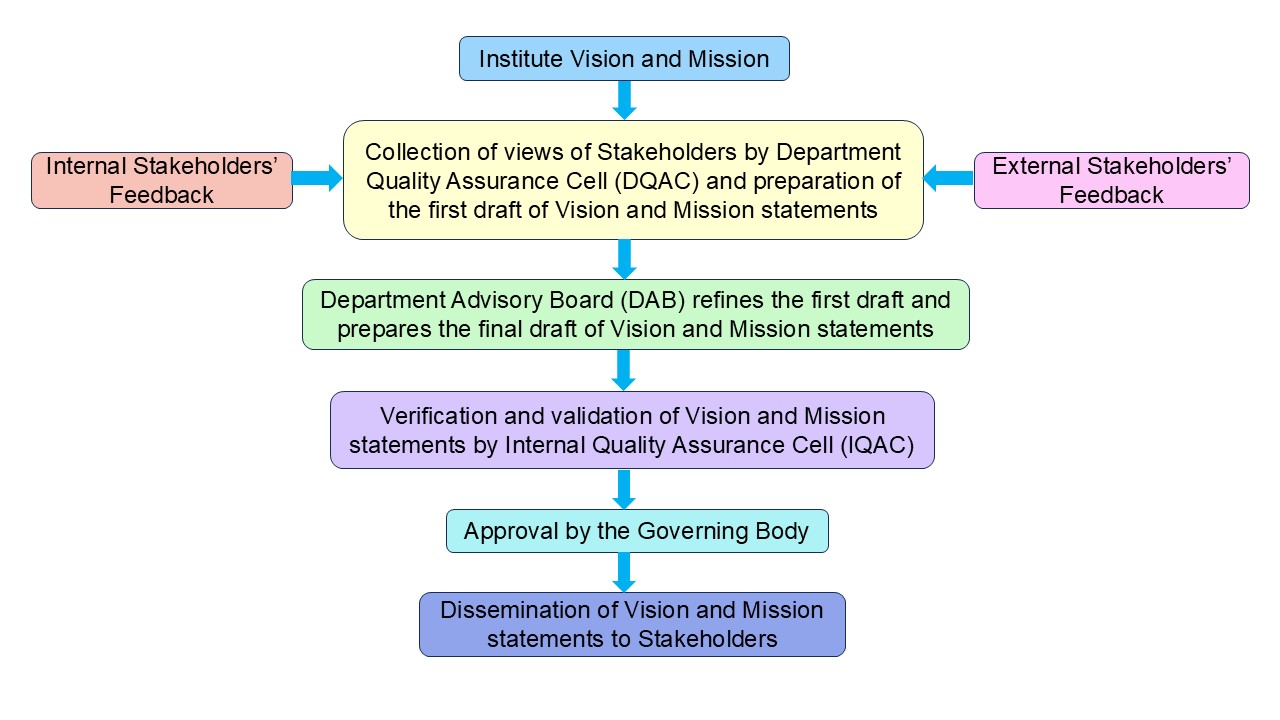 Institute Vision and Mission
Collection of views of Stakeholders by Department
Quality Assurance Cell (DQAC) and preparation of
the first draft of Vision and Mission statements
Internal Stakeholders’
Feedback
External Stakeholders’
Feedback
Department Advisory Board (DAB) refines the first draft and
prepares the final draft of Vision and Mission statements
Verification and validation of Vision and Mission
statements by Internal Quality Assurance Cell (IQAC)
Approval by the Governing Body
Dissemination of Vision and Mission
statements to Stakeholders